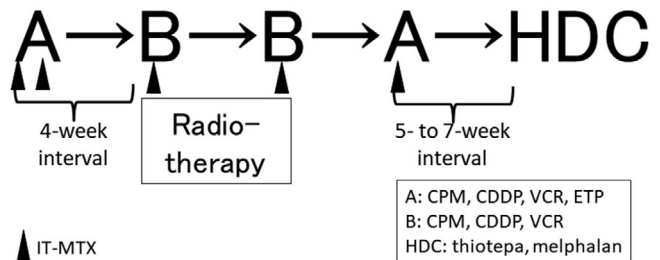 A → B → B → A → HDC
4-week
interval
Radio-
therapy
5- to 7-week
interval
A: CPM, CDDP, VCR, ETP
B: CPM, CDDP, VCR
HDC: thiotepa, melphalan
IT-MTX